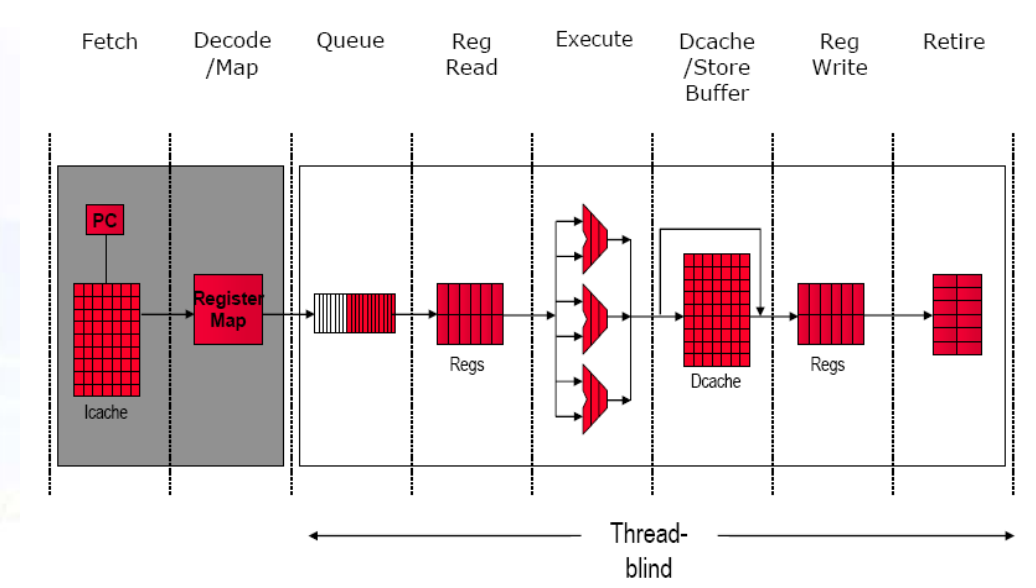 Fetch
Decode
/Map
Queue
Reg
Read
Execute
Dcache
/Store
Buffer
Reg
Write
Retire
PC
Register
Map
Icache
Regs
Dcache
Regs
Thread-
blind